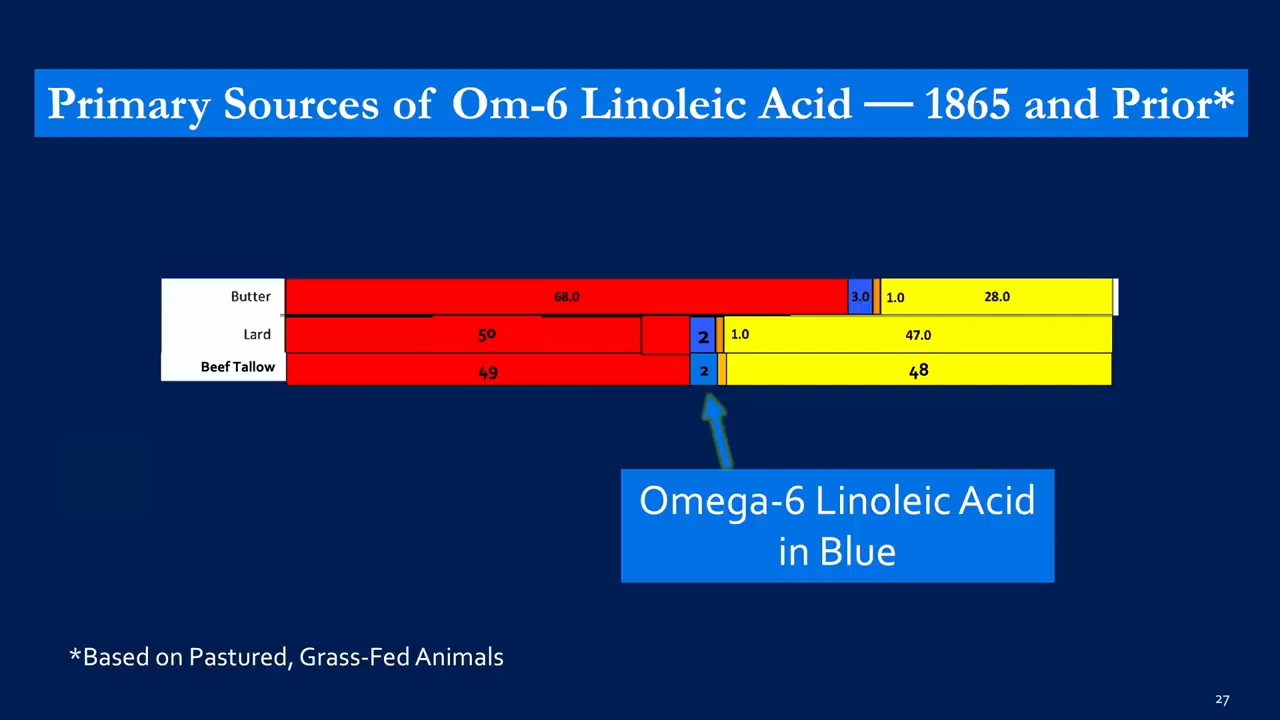 Primary Sources of Om-6 Linoleic Acid — 1865 and Prior*
Butter 68.0 3.0 1.0 28.0
Lard 50 2 1.0 47.0
Beef Tallow 49 2 48
Omega-6 Linoleic Acid
in Blue
*Based on Pastured, Grass-Fed Animals
27